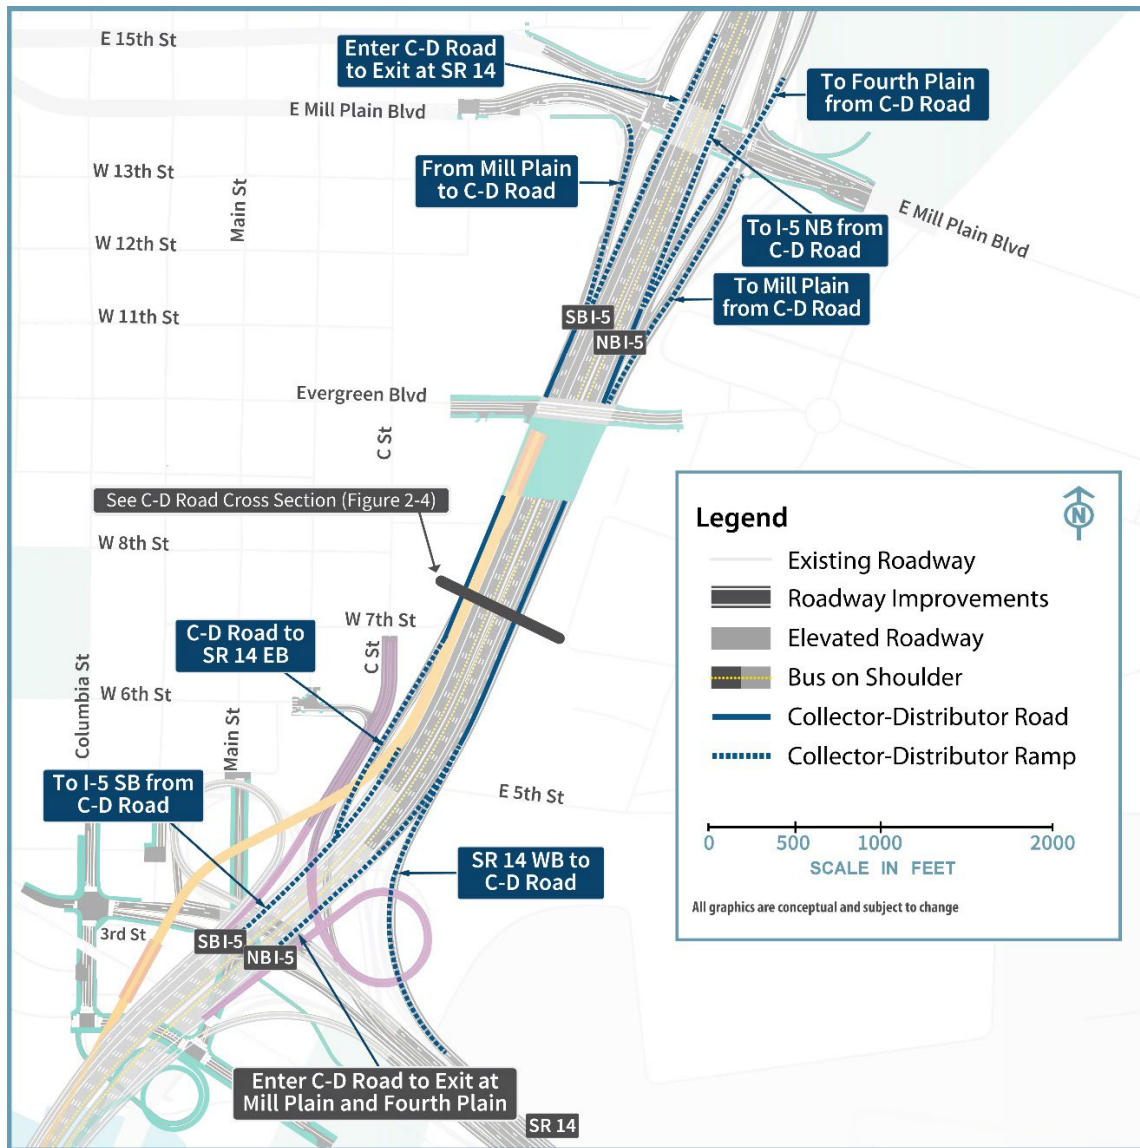 E 15th St
Enter C-D Road
to Exit at SR 14
To Fourth Plain
from C-D Road
E Mill Plain Blvd
From Mill Plain
to C-D Road
W 13th St
Main St
E Mill Plain Blvd
To I-5 NB from
C-D Road
W 12th St
To Mill Plain
from C-D Road
W 11th St
SB I-5
NB I-5
Evergreen Blvd
C St
See C-D Road Cross Section (Figure 2-4)
W 8th St
C-D Road to
SR 14 EB
W 7th St
C St
Columbia St
W 6th St
Main St
To I-5 SB from
C-D Road
E 5th St
SR 14 WB to
C-D Road
3rd St
SB I-5
NB I-5
Enter C-D Road to Exit at
Mill Plain and Fourth Plain
SR 14
Legend
N
Existing Roadway
Roadway Improvements
Elevated Roadway
Bus on Shoulder
Collector-Distributor Road
Collector-Distributor Ramp
0 500 1000 2000
SCALE IN FEET
All graphics are conceptual and subject to change